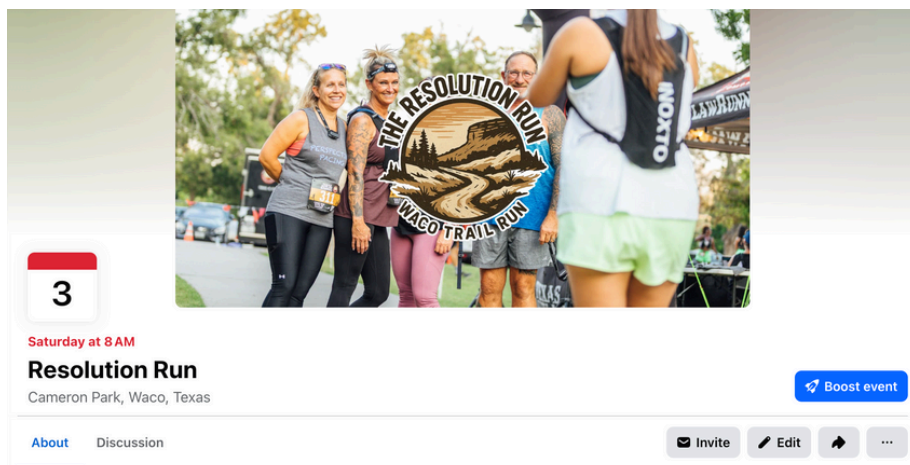 THE RESOLUTION RUN
WACO TRAIL RUN
311
NOXTO
3
Saturday at 8 AM
Resolution Run
Cameron Park, Waco, Texas
Boost event
About
Discussion
Invite
Edit